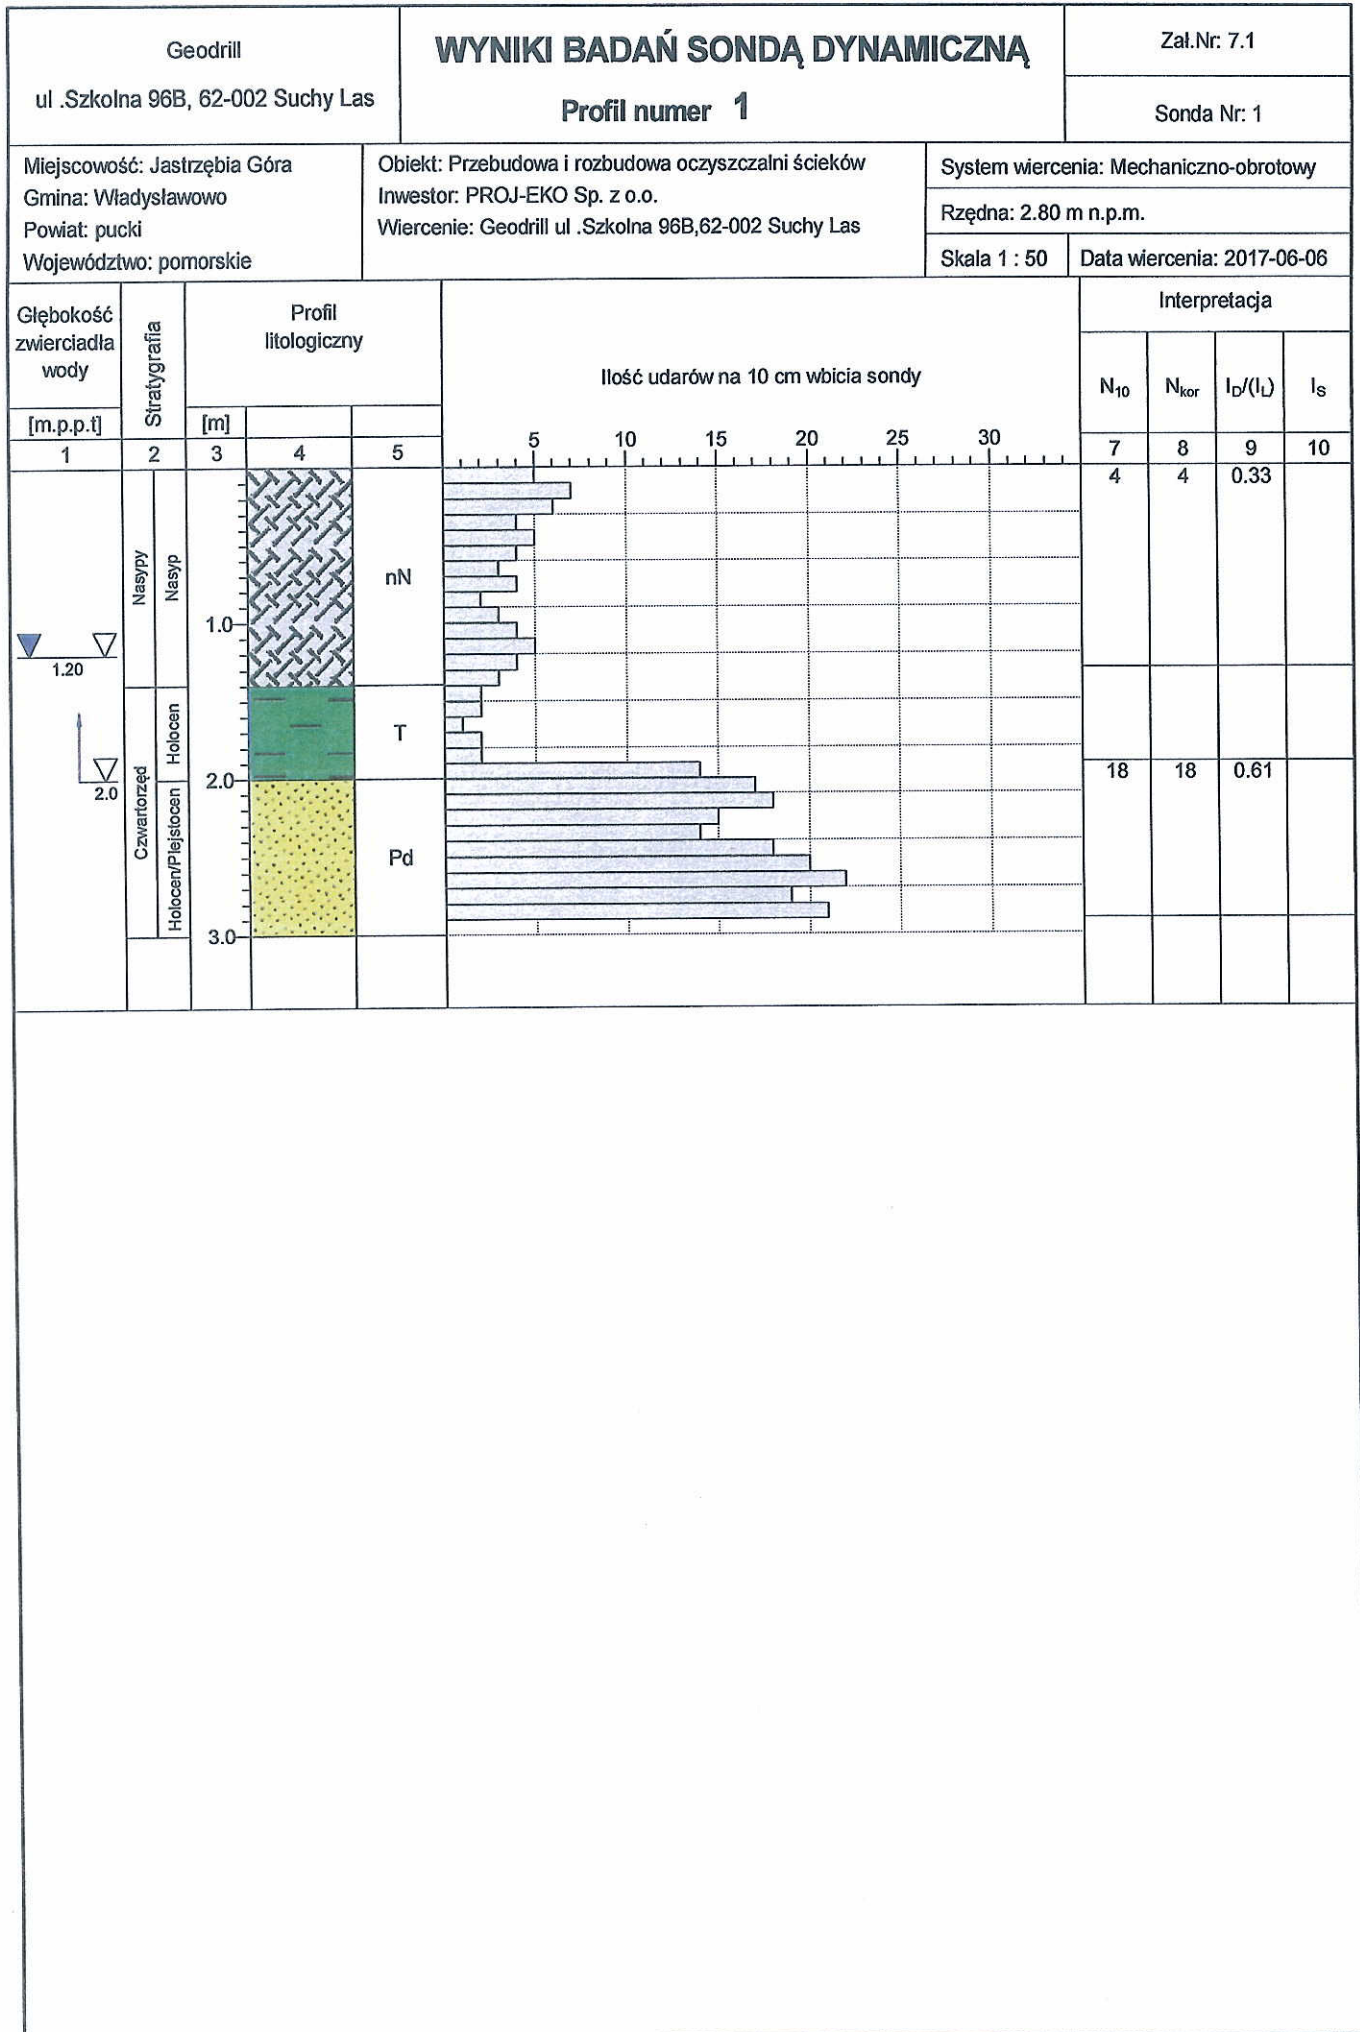 Geodrill
ul .Szkolna 96B, 62-002 Suchy Las
WYNIKI BADAŃ SONDĄ DYNAMICZNĄ
Profil numer 1
Zał.Nr: 7.1
Sonda Nr: 1
Miejscowość: Jastrzębia Góra
Gmina: Władysławowo
Powiat: pucki
Województwo: pomorskie
Obiekt: Przebudowa i rozbudowa oczyszczalni ścieków
Inwestor: PROJ-EKO Sp. z o.o.
Wiercenie: Geodrill ul .Szkolna 96B,62-002 Suchy Las
System wiercenia: Mechaniczno-obrotowy
Rzędna: 2.80 m n.p.m.
Skala 1 : 50
Data wiercenia: 2017-06-06
Głębokość
zwierciadła
wody
[m.p.p.t]
Stratygrafia
Profil
litologiczny
[m]
Ilość udarów na 10 cm wbicia sondy
Interpretacja
N10
Nkor
ID/(IL)
IS
5 10 15 20 25 30
1 2 3 4 5 7 8 9 10
4 4 0.33
Nasypy
Nasyp
nN
1.0
1.20
Czwartorzęd
Holocen
T
2.0
2.0
18 18 0.61
Holocen/Plejstocen
Pd
3.0